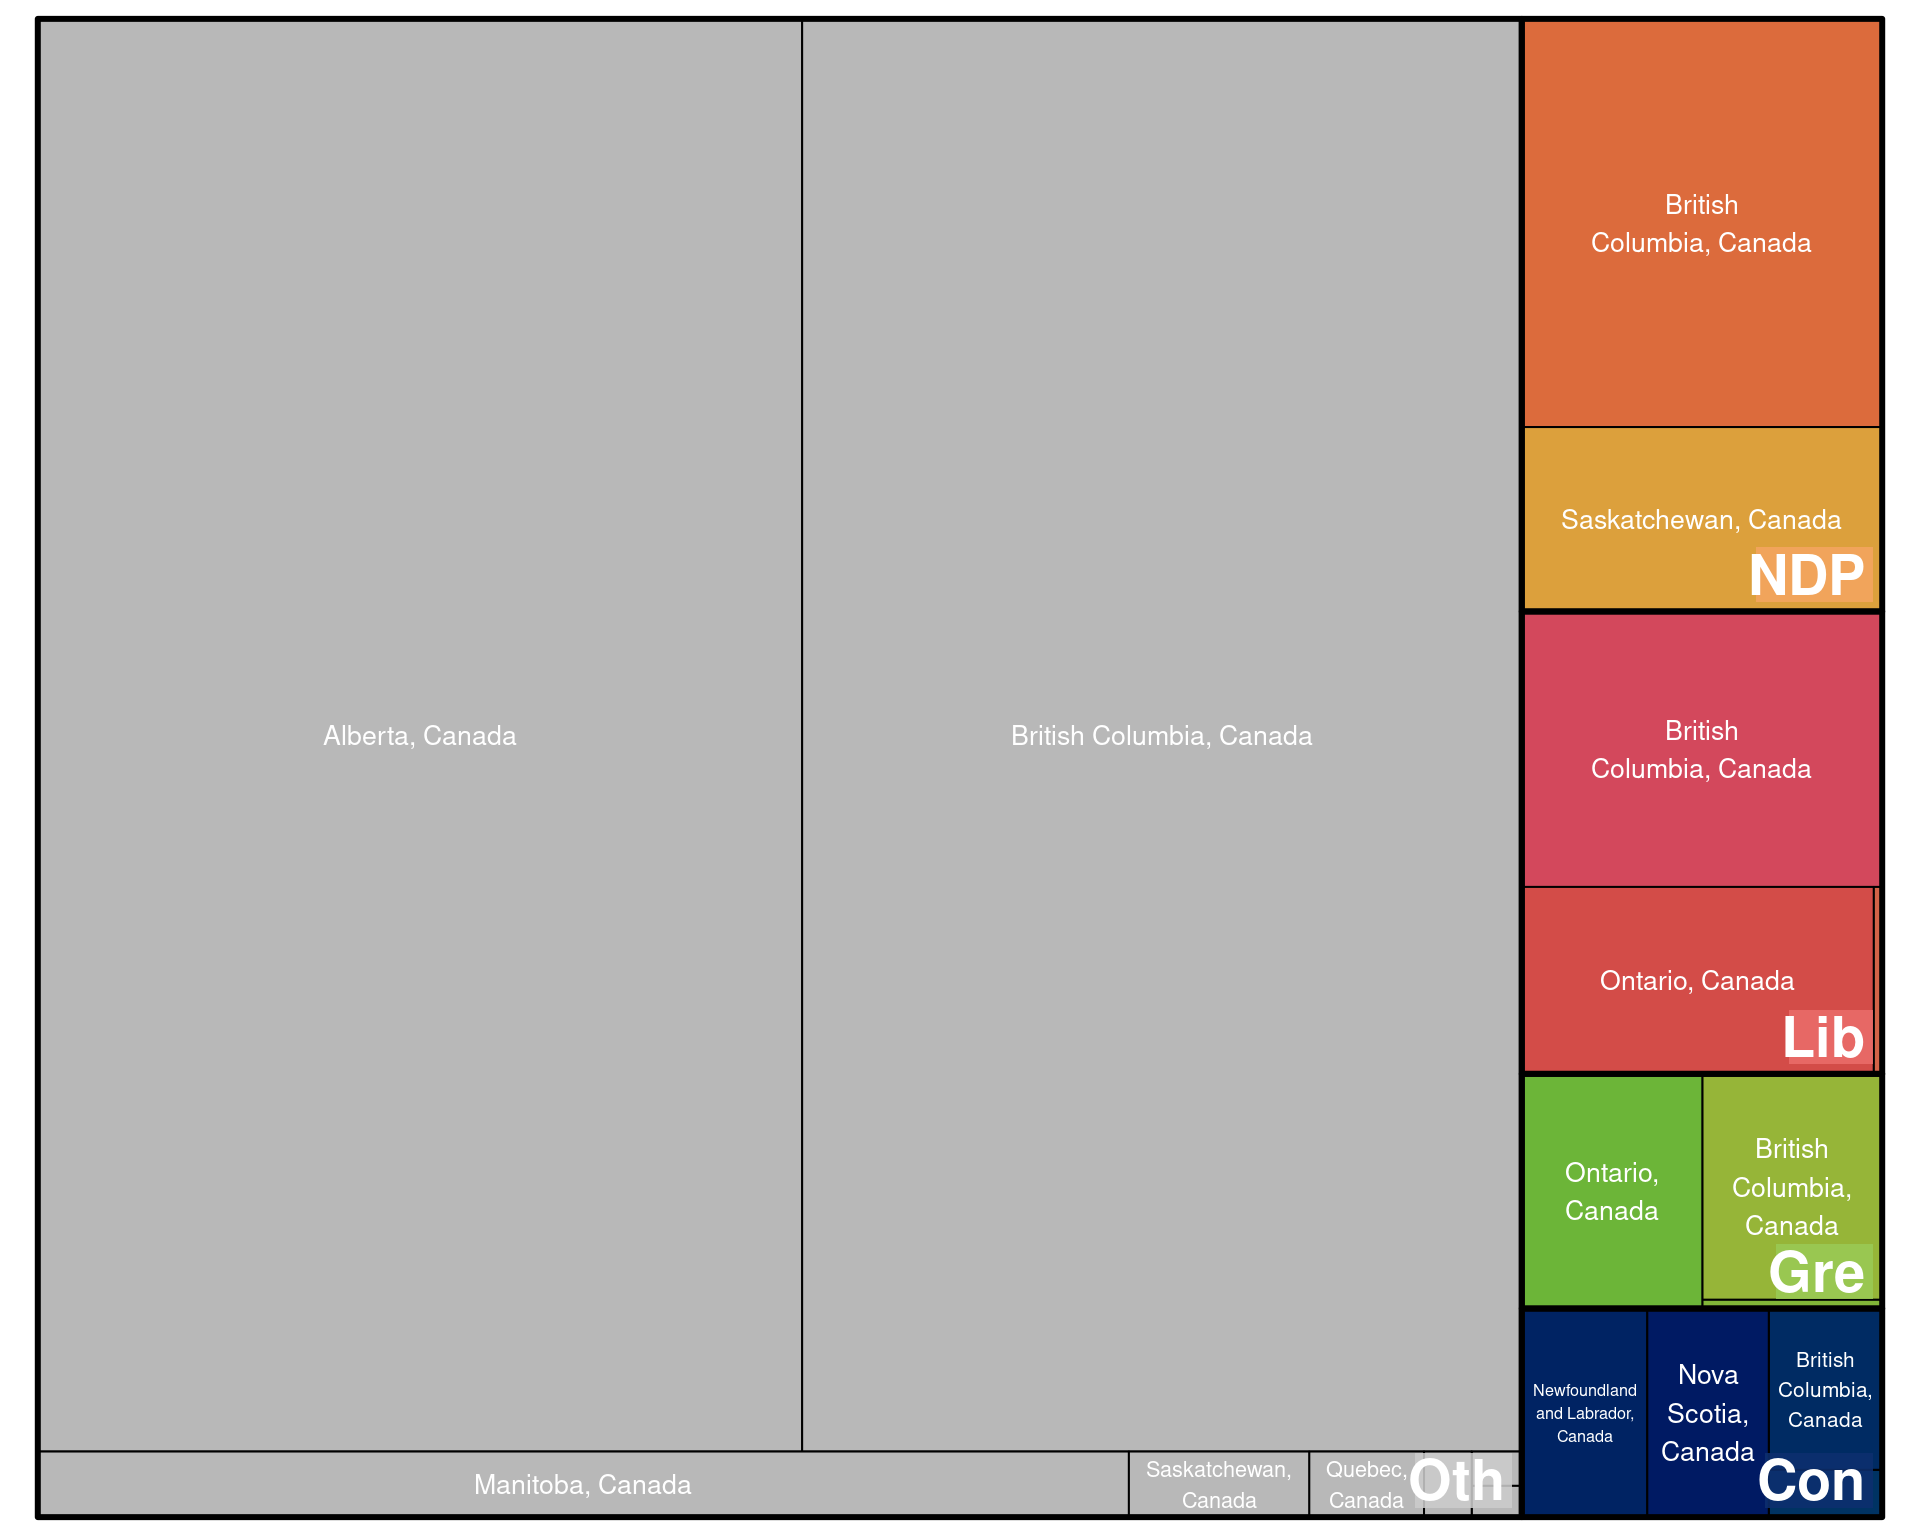 Alberta, Canada
British Columbia, Canada
Manitoba, Canada
Saskatchewan,
Canada
Quebec,
Canada
Oth
British
Columbia, Canada
Saskatchewan, Canada
NDP
British
Columbia, Canada
Ontario, Canada
Lib
Ontario,
Canada
British
Columbia,
Canada
Gre
Newfoundland
and Labrador,
Canada
Nova
Scotia,
Canada
British
Columbia,
Canada
Con